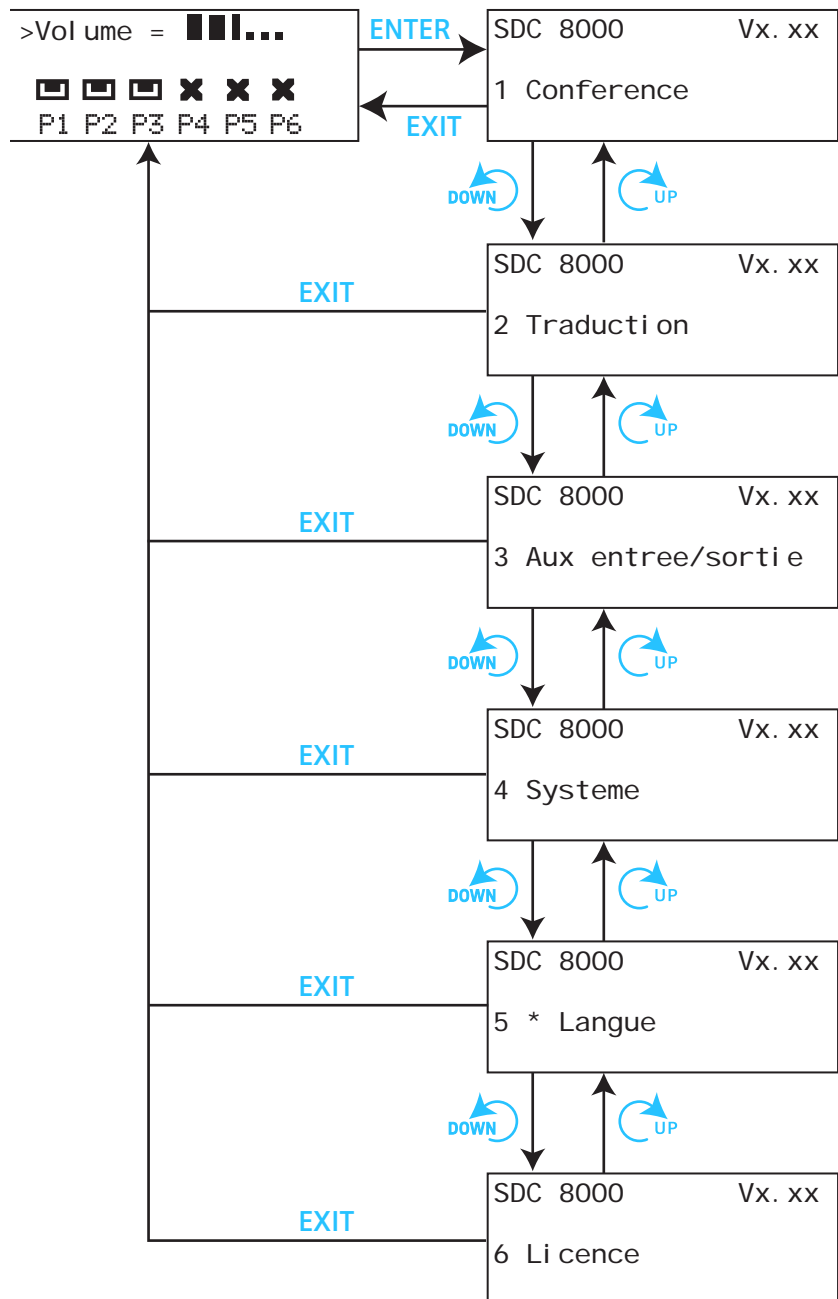 >Volume =
P1 P2 P3 P4 P5 P6
ENTER
EXIT
SDC 8000 Vx.xx
1 Conference
DOWN UP
EXIT
SDC 8000 Vx.xx
2 Traduction
DOWN UP
EXIT
SDC 8000 Vx.xx
3 Aux entree/sortie
DOWN UP
EXIT
SDC 8000 Vx.xx
4 Systeme
DOWN UP
EXIT
SDC 8000 Vx.xx
5 * Langue
DOWN UP
EXIT
SDC 8000 Vx.xx
6 Licence